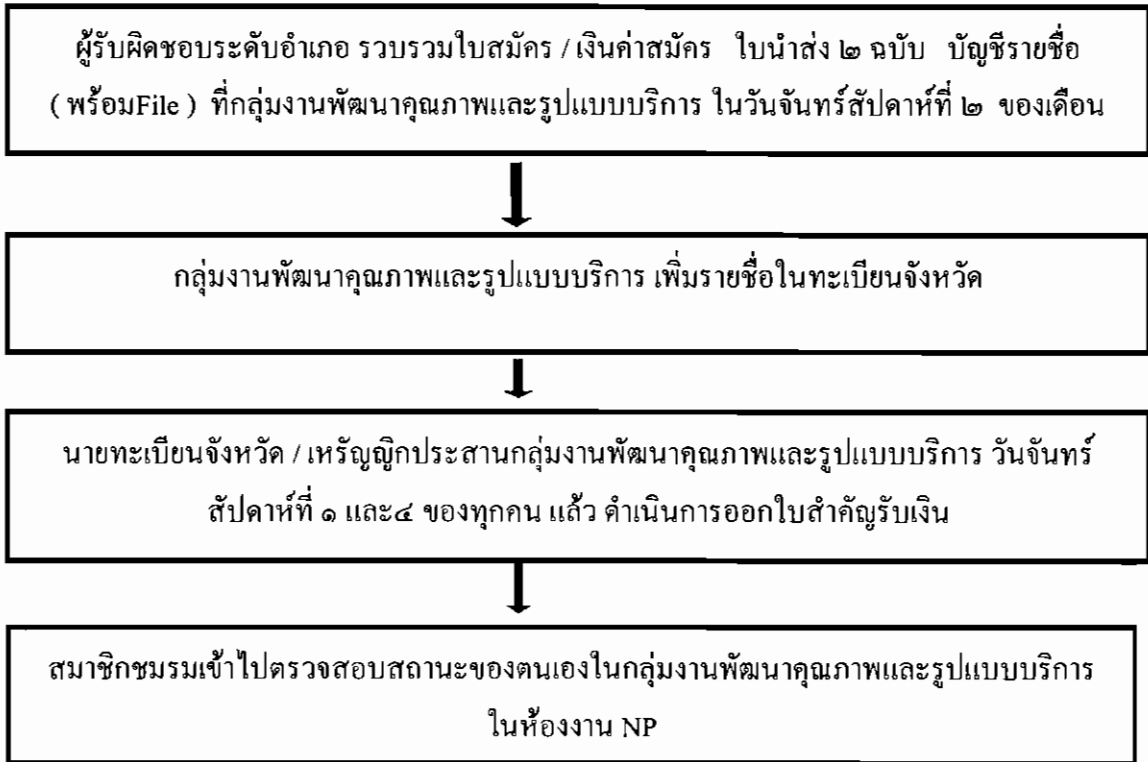 ผู้รับผิดชอบระดับอำเภอ รวบรวมใบสมัคร / เงินค่าสมัคร ใบนำส่ง ๒ ฉบับ บัญชีรายชื่อ
( พร้อมFile ) ที่กลุ่มงานพัฒนาคุณภาพและรูปแบบบริการ ในวันจันทร์สัปดาห์ที่ ๒ ของเดือน
กลุ่มงานพัฒนาคุณภาพและรูปแบบบริการ เพิ่มรายชื่อในทะเบียนจังหวัด
นายทะเบียนจังหวัด / เหรัญญิกประสานกลุ่มงานพัฒนาคุณภาพและรูปแบบบริการ วันจันทร์
สัปดาห์ที่ ๑ และ๔ ของทุกคน แล้ว ดำเนินการออกใบสำคัญรับเงิน
สมาชิกชมรมเข้าไปตรวจสอบสถานะของตนเองในกลุ่มงานพัฒนาคุณภาพและรูปแบบบริการ
ในห้องงาน NP